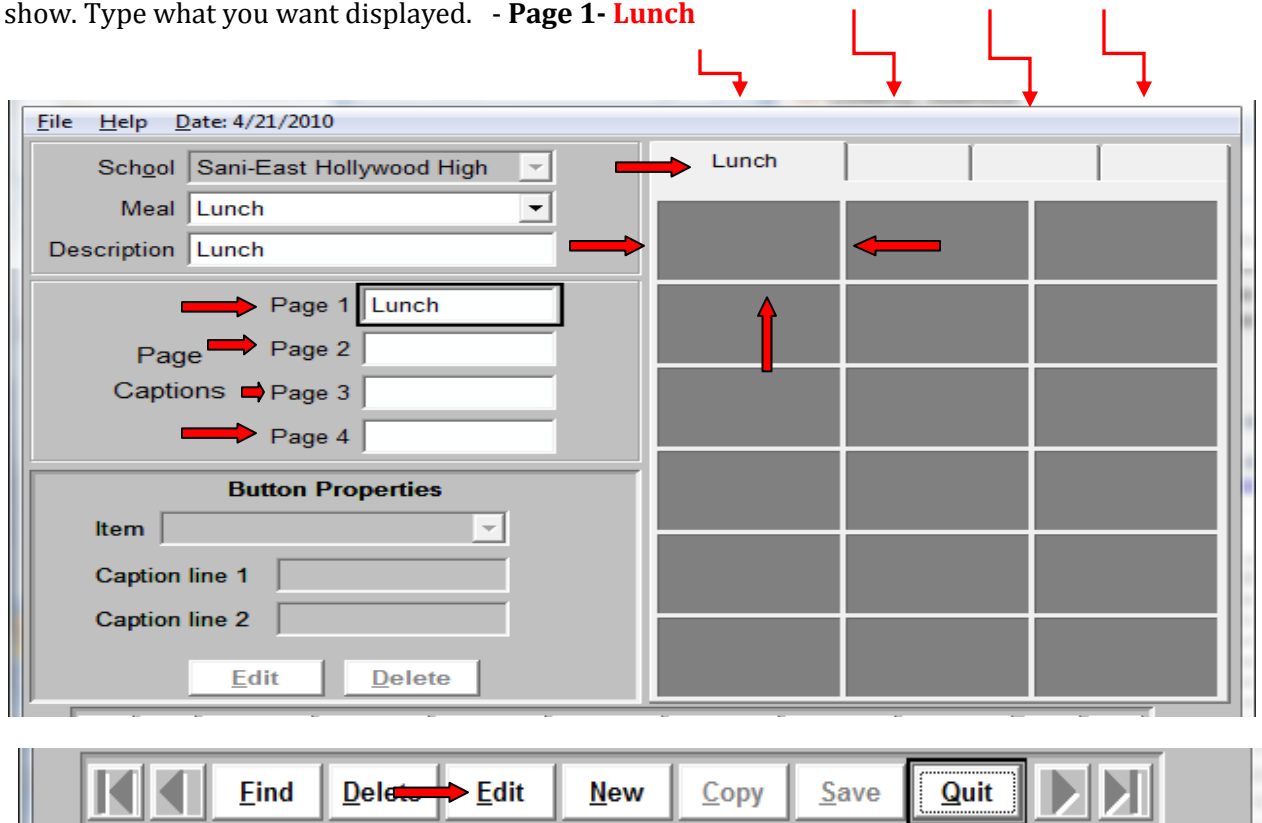 show. Type what you want displayed. - Page 1- Lunch
File Help Date: 4/21/2010
School Sani-East Hollywood High
Meal Lunch
Description Lunch
Page Captions
Page 1 Lunch
Page 2
Page 3
Page 4
Button Properties
Item
Caption line 1
Caption line 2
Edit Delete
Lunch
Find Delete Edit New Copy Save Quit